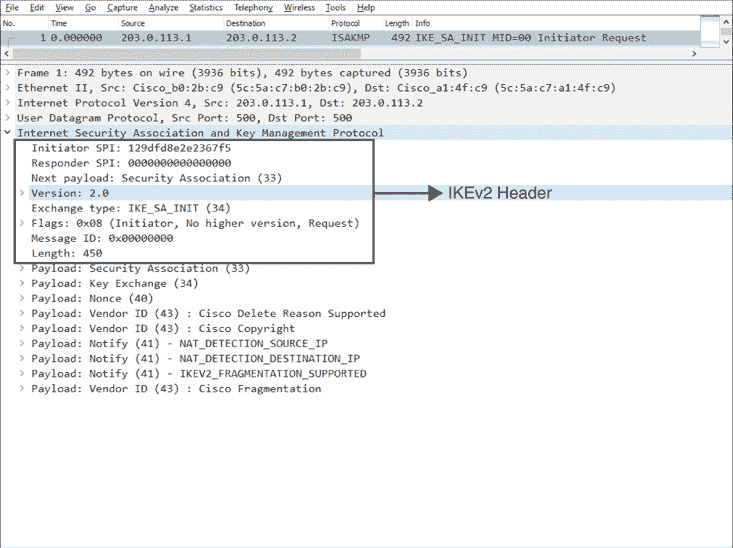 File Edit View Go Capture Analyze Statistics Telephony Wireless Tools Help
No. Time Source Destination Protocol Length Info
1 0.000000 203.0.113.1 203.0.113.2 ISAKMP 492 IKE_SA_INIT MID=00 Initiator Request
Frame 1: 492 bytes on wire (3936 bits), 492 bytes captured (3936 bits)
Ethernet II, Src: Cisco_b0:2b:c9 (5c:5a:c7:b0:2b:c9), Dst: Cisco_a1:4f:c9 (5c:5a:c7:a1:4f:c9)
Internet Protocol Version 4, Src: 203.0.113.1, Dst: 203.0.113.2
User Datagram Protocol, Src Port: 500, Dst Port: 500
Internet Security Association and Key Management Protocol
Initiator SPI: 129dfd8e2e2367f5
Responder SPI: 0000000000000000
Next payload: Security Association (33)
Version: 2.0
IKEv2 Header
Exchange type: IKE_SA_INIT (34)
Flags: 0x08 (Initiator, No higher version, Request)
Message ID: 0x00000000
Length: 450
Payload: Security Association (33)
Payload: Key Exchange (34)
Payload: Nonce (40)
Payload: Vendor ID (43) : Cisco Delete Reason Supported
Payload: Vendor ID (43) : Cisco Copyright
Payload: Notify (41) - NAT_DETECTION_SOURCE_IP
Payload: Notify (41) - NAT_DETECTION_DESTINATION_IP
Payload: Notify (41) - IKEV2_FRAGMENTATION_SUPPORTED
Payload: Vendor ID (43) : Cisco Fragmentation